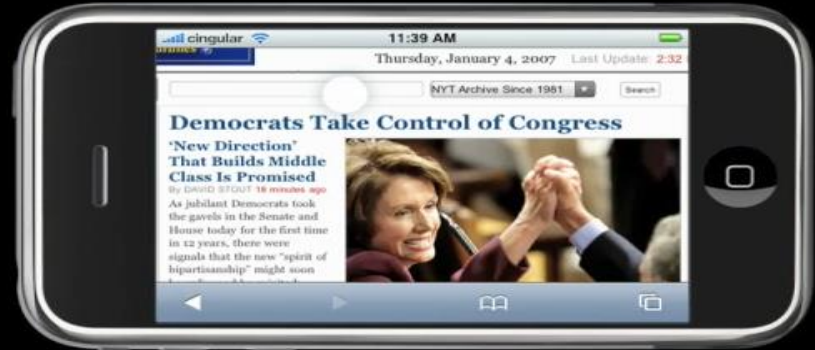 cingular 11:39 AM
Thursday, January 4, 2007 Last Update: 2:32
NYT Archive Since 1981 Search
Democrats Take Control of Congress
‘New Direction’
That Builds Middle
Class Is Promised
By DAVID STOUT 18 minutes ago
As jubilant Democrats took
the gavels in the Senate and
House today for the first time
in 12 years, there were
signals that the new "spirit of
bipartisanship" might soon